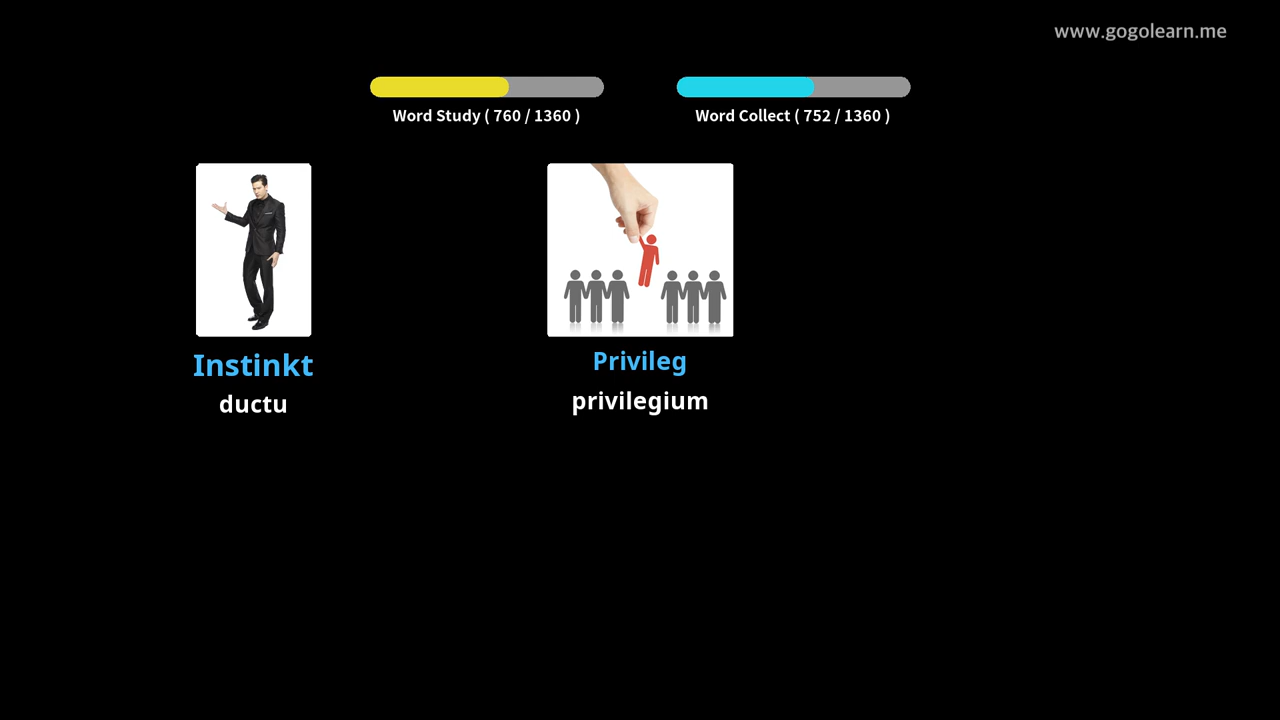 www.gogolearn.me
Word Study ( 760 / 1360 )
Word Collect ( 752 / 1360 )
Instinkt
ductu
Privileg
privilegium